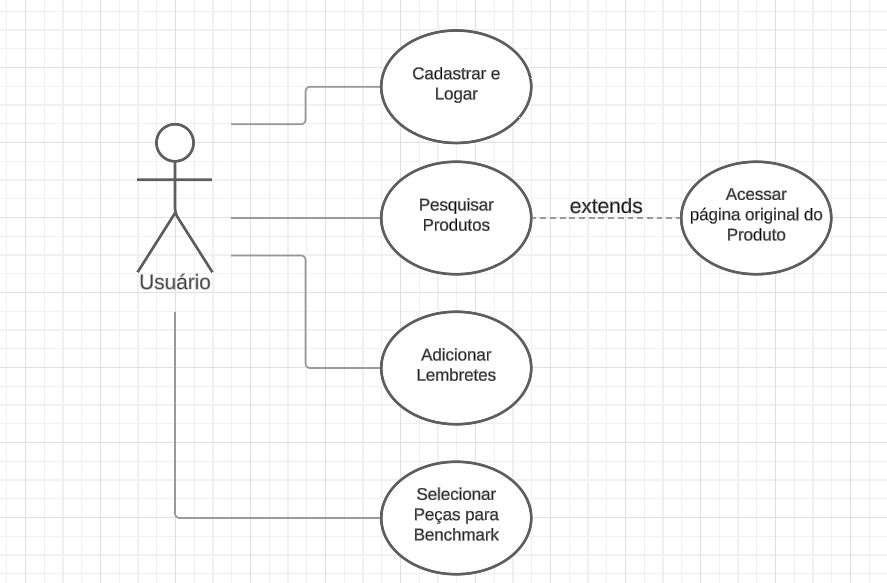 Cadastrar e
Logar
Pesquisar
Produtos
extends
Acessar
página original do
Produto
Usuário
Adicionar
Lembretes
Selecionar
Peças para
Benchmark